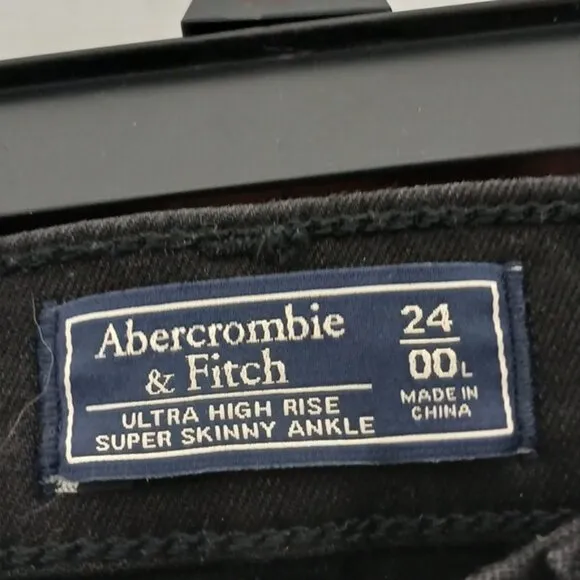 Abercrombie
& Fitch
ULTRA HIGH RISE
SUPER SKINNY ANKLE
24
00L
MADE IN
CHINA